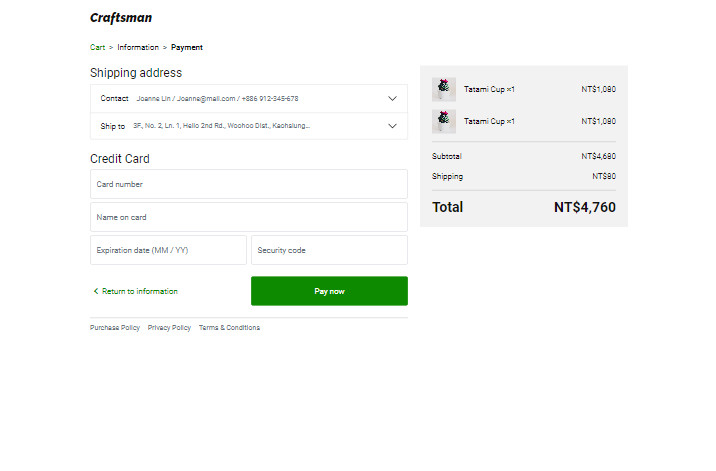 Craftsman
Cart > Information > Payment
Shipping address
Contact Joanne Lin / Joanne@mail.com / +886 912-345-678
Ship to 3F., No. 2, Ln. 1, Hello 2nd Rd., Woohoo Dist., Kaohsiung...
Credit Card
Card number
Name on card
Expiration date (MM / YY) Security code
Return to information Pay now
Purchase Policy Privacy Policy Terms & Conditions
Tatami Cup ×1 NT$1,080
Tatami Cup ×1 NT$1,080
Subtotal NT$4,680
Shipping NT$80
Total NT$4,760